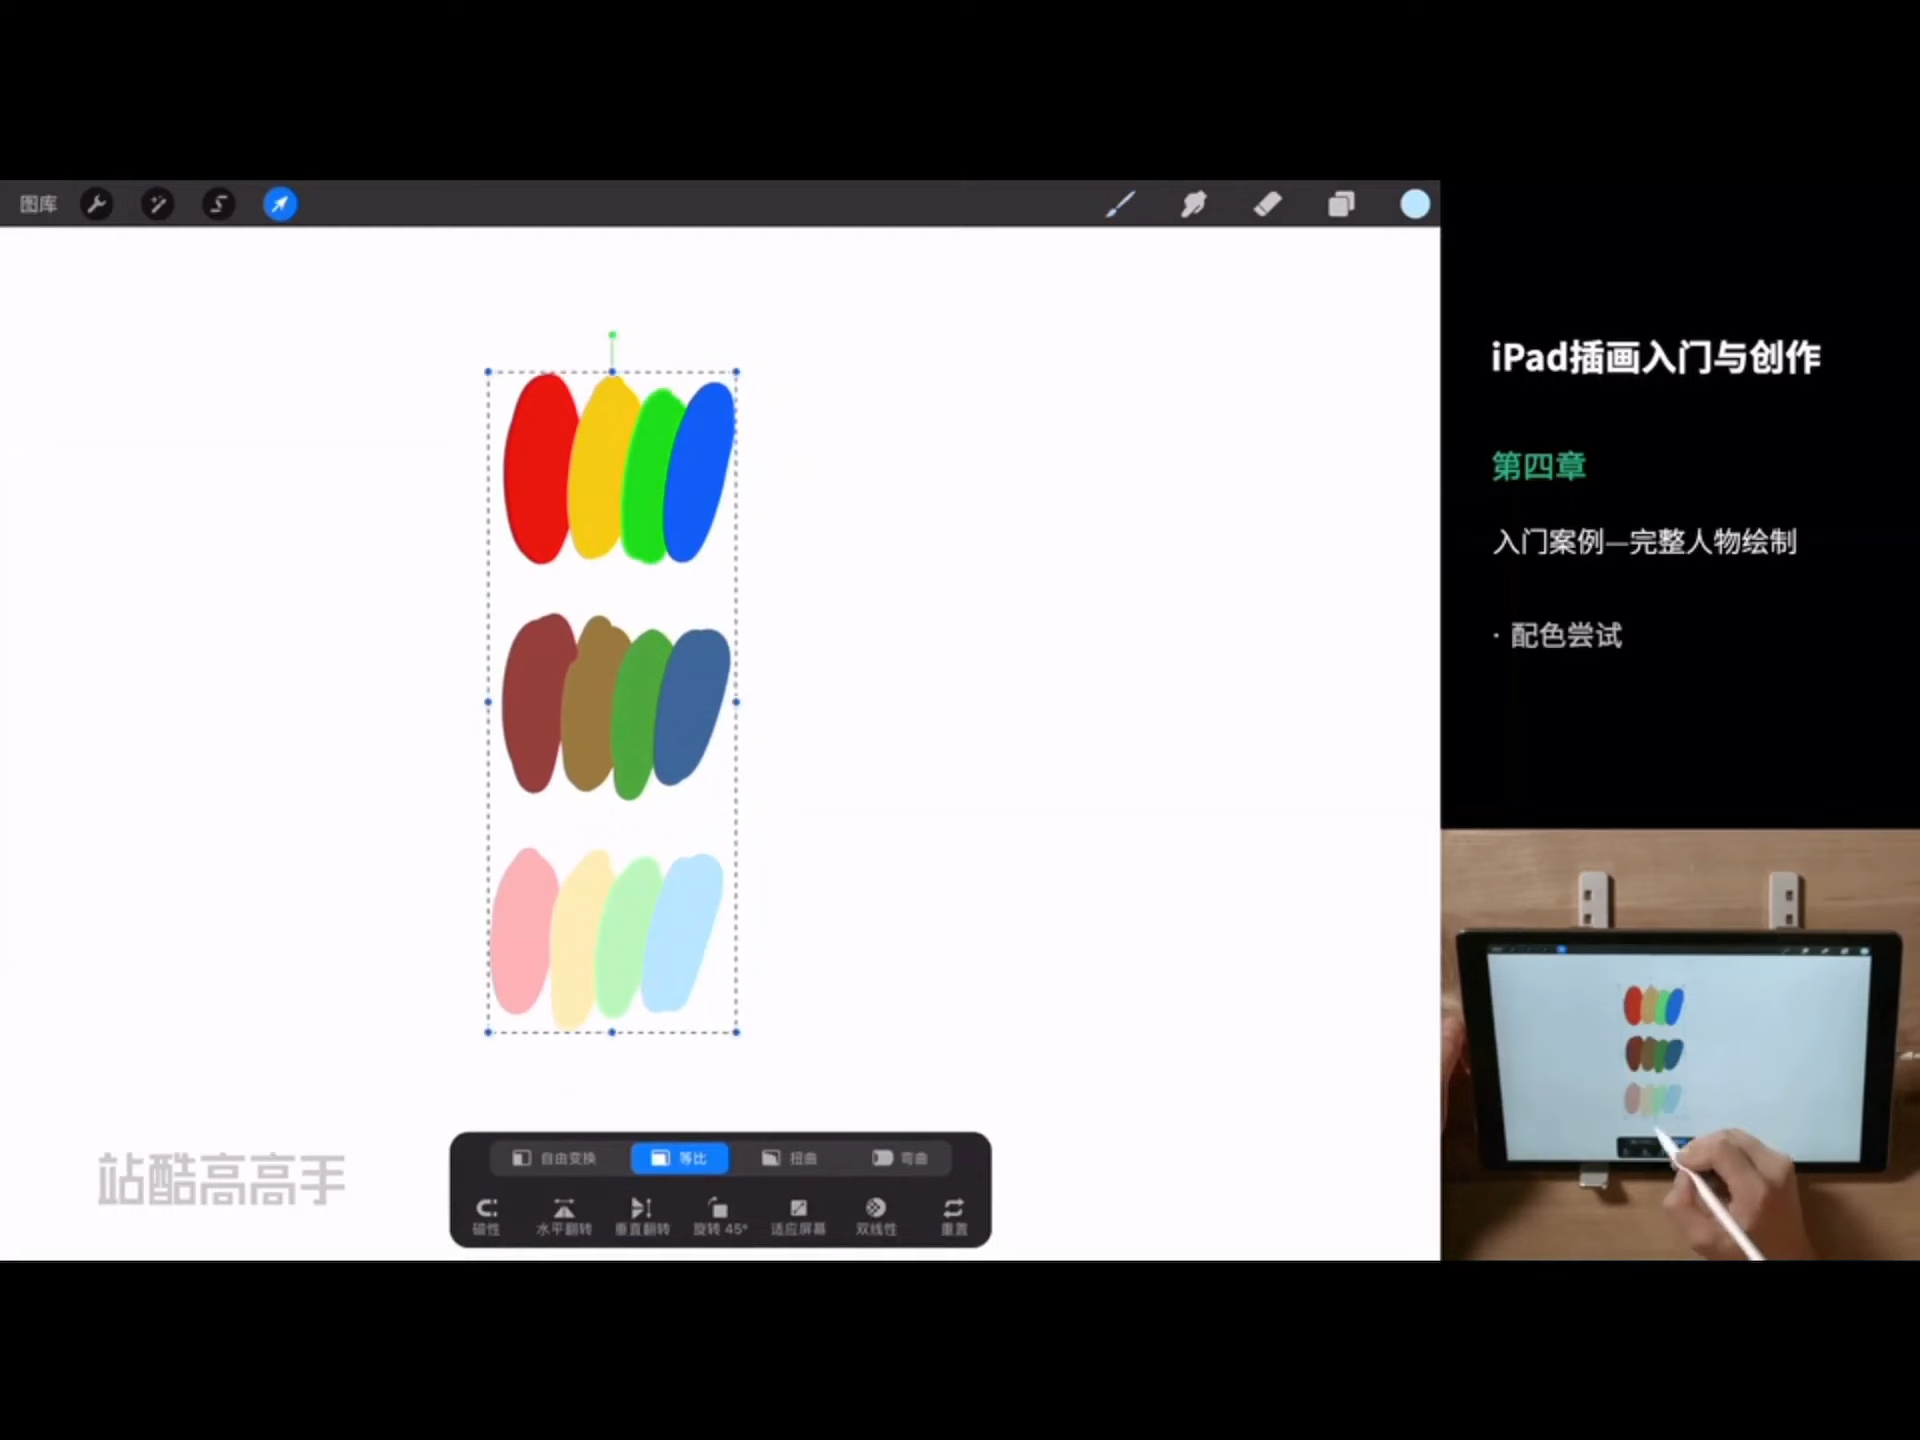 图库
iPad插画入门与创作
第四章
入门案例—完整人物绘制
· 配色尝试
站酷高高手
自由变换 等比 扭曲 弯曲
磁性 水平翻转 垂直翻转 旋转 45° 适应屏幕 双线性 重置